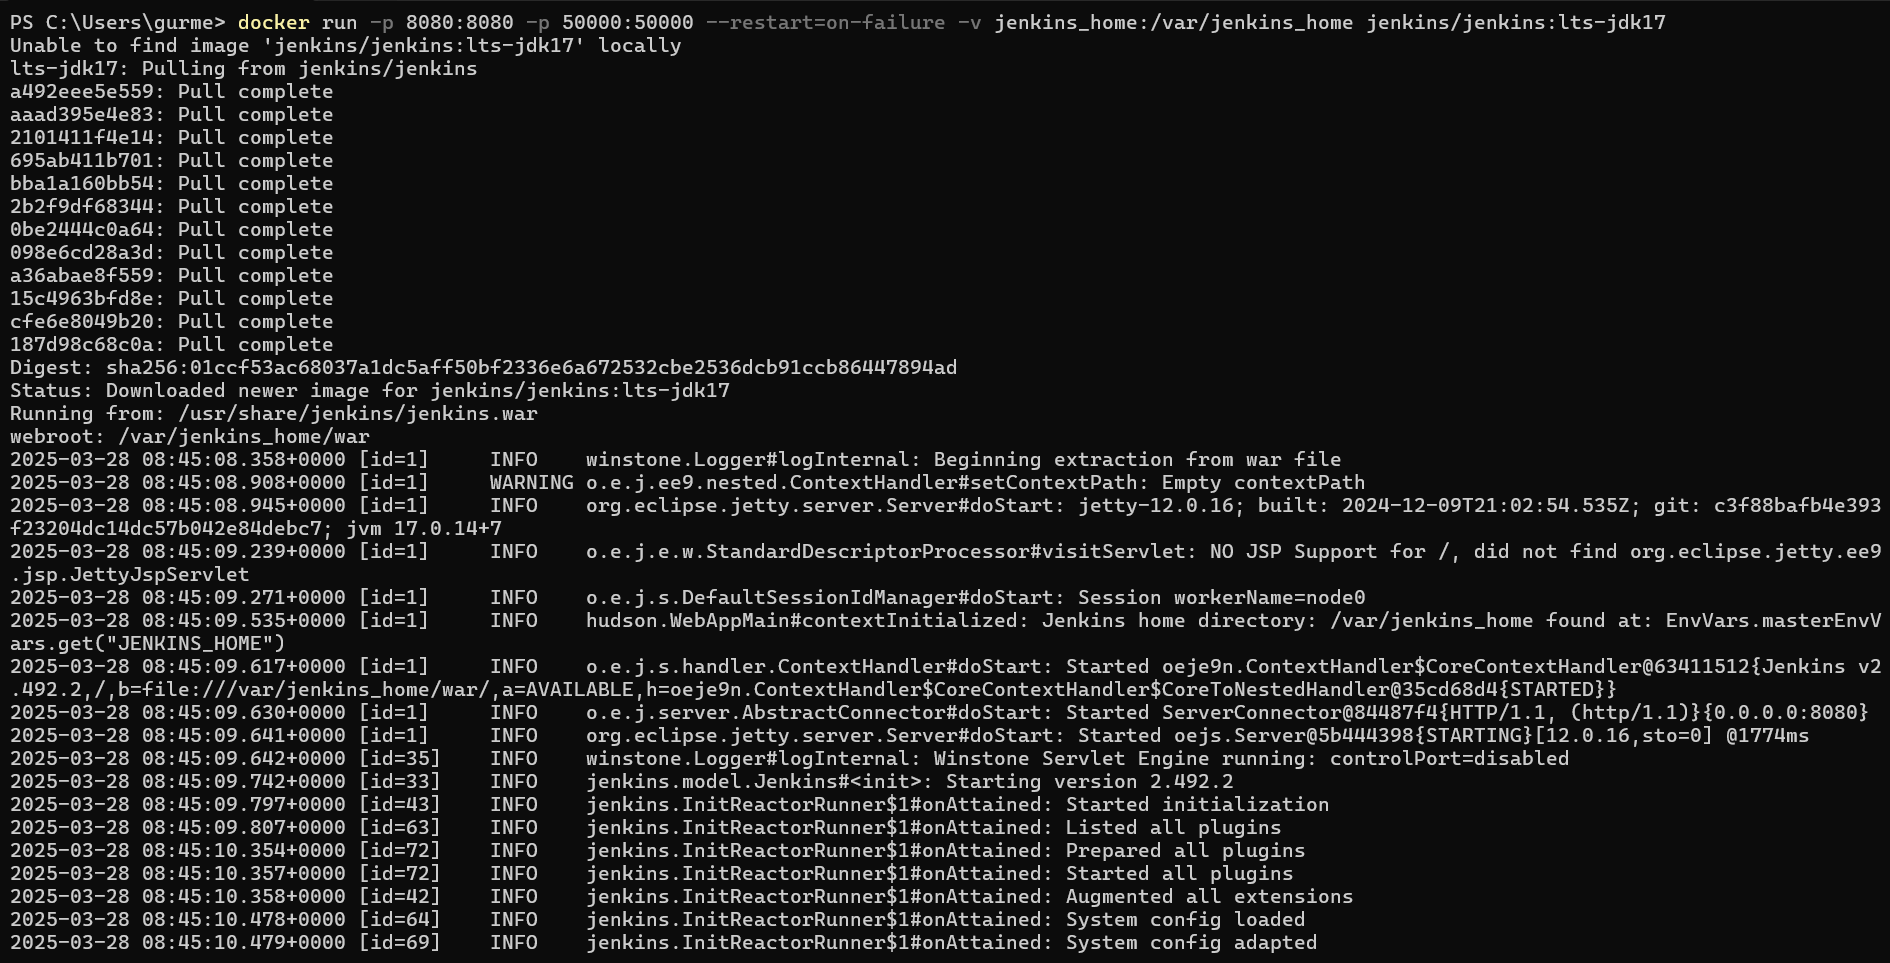 PS C:\Users\gurme> docker run -p 8080:8080 -p 50000:50000 --restart=on-failure -v jenkins_home:/var/jenkins_home jenkins/jenkins:lts-jdk17
Unable to find image 'jenkins/jenkins:lts-jdk17' locally
lts-jdk17: Pulling from jenkins/jenkins
a492eee5e559: Pull complete
aaad395e4e83: Pull complete
2101411f4e14: Pull complete
695ab411b701: Pull complete
bba1a160bb54: Pull complete
2b2f9df68344: Pull complete
0be2444c0a64: Pull complete
098e6cd28a3d: Pull complete
a36abae8f559: Pull complete
15c4963bfd8e: Pull complete
cfe6e8049b20: Pull complete
187d98c68c0a: Pull complete
Digest: sha256:01ccf53ac68037a1dc5aff50bf2336e6a672532cbe2536dcb91ccb86447894ad
Status: Downloaded newer image for jenkins/jenkins:lts-jdk17
Running from: /usr/share/jenkins/jenkins.war
webroot: /var/jenkins_home/war
2025-03-28 08:45:08.358+0000 [id=1]     INFO    winstone.Logger#logInternal: Beginning extraction from war file
2025-03-28 08:45:08.908+0000 [id=1]     WARNING o.e.j.ee9.nested.ContextHandler#setContextPath: Empty contextPath
2025-03-28 08:45:08.945+0000 [id=1]     INFO    org.eclipse.jetty.server.Server#doStart: jetty-12.0.16; built: 2024-12-09T21:02:54.535Z; git: c3f88bafb4e393
f23204dc14dc57b042e84debc7; jvm 17.0.14+7
2025-03-28 08:45:09.239+0000 [id=1]     INFO    o.e.j.e.w.StandardDescriptorProcessor#visitServlet: NO JSP Support for /, did not find org.eclipse.jetty.ee9
.jsp.JettyJspServlet
2025-03-28 08:45:09.271+0000 [id=1]     INFO    o.e.j.s.DefaultSessionIdManager#doStart: Session workerName=node0
2025-03-28 08:45:09.535+0000 [id=1]     INFO    hudson.WebAppMain#contextInitialized: Jenkins home directory: /var/jenkins_home found at: EnvVars.masterEnvV
ars.get("JENKINS_HOME")
2025-03-28 08:45:09.617+0000 [id=1]     INFO    o.e.j.s.handler.ContextHandler#doStart: Started oeje9n.ContextHandler$CoreContextHandler@63411512{Jenkins v2
.492.2,/,b=file:///var/jenkins_home/war/,a=AVAILABLE,h=oeje9n.ContextHandler$CoreContextHandler$CoreToNestedHandler@35cd68d4{STARTED}}
2025-03-28 08:45:09.630+0000 [id=1]     INFO    o.e.j.server.AbstractConnector#doStart: Started ServerConnector@84487f4{HTTP/1.1, (http/1.1)}{0.0.0.0:8080}
2025-03-28 08:45:09.641+0000 [id=1]     INFO    org.eclipse.jetty.server.Server#doStart: Started oejs.Server@5b444398{STARTING}[12.0.16,sto=0] @1774ms
2025-03-28 08:45:09.642+0000 [id=35]    INFO    winstone.Logger#logInternal: Winstone Servlet Engine running: controlPort=disabled
2025-03-28 08:45:09.742+0000 [id=33]    INFO    jenkins.model.Jenkins#<init>: Starting version 2.492.2
2025-03-28 08:45:09.797+0000 [id=43]    INFO    jenkins.InitReactorRunner$1#onAttained: Started initialization
2025-03-28 08:45:09.807+0000 [id=63]    INFO    jenkins.InitReactorRunner$1#onAttained: Listed all plugins
2025-03-28 08:45:10.354+0000 [id=72]    INFO    jenkins.InitReactorRunner$1#onAttained: Prepared all plugins
2025-03-28 08:45:10.357+0000 [id=72]    INFO    jenkins.InitReactorRunner$1#onAttained: Started all plugins
2025-03-28 08:45:10.358+0000 [id=42]    INFO    jenkins.InitReactorRunner$1#onAttained: Augmented all extensions
2025-03-28 08:45:10.478+0000 [id=64]    INFO    jenkins.InitReactorRunner$1#onAttained: System config loaded
2025-03-28 08:45:10.479+0000 [id=69]    INFO    jenkins.InitReactorRunner$1#onAttained: System config adapted